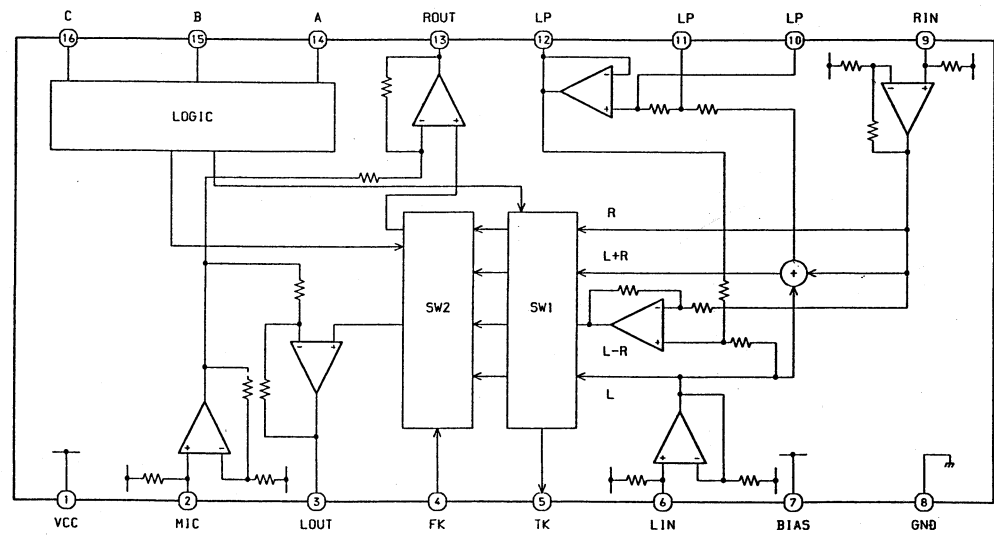 C B A ROUT LP LP LP RIN
16 15 14 13 12 11 10 9
- +
LOGIC
- +
-
+
R
L+R
+
SW2 SW1
-
+
L-R
- +
L
+ -
+ -
1 2 3 4 5 6 7 8
VCC MIC LOUT FK TK LIN BIAS GND